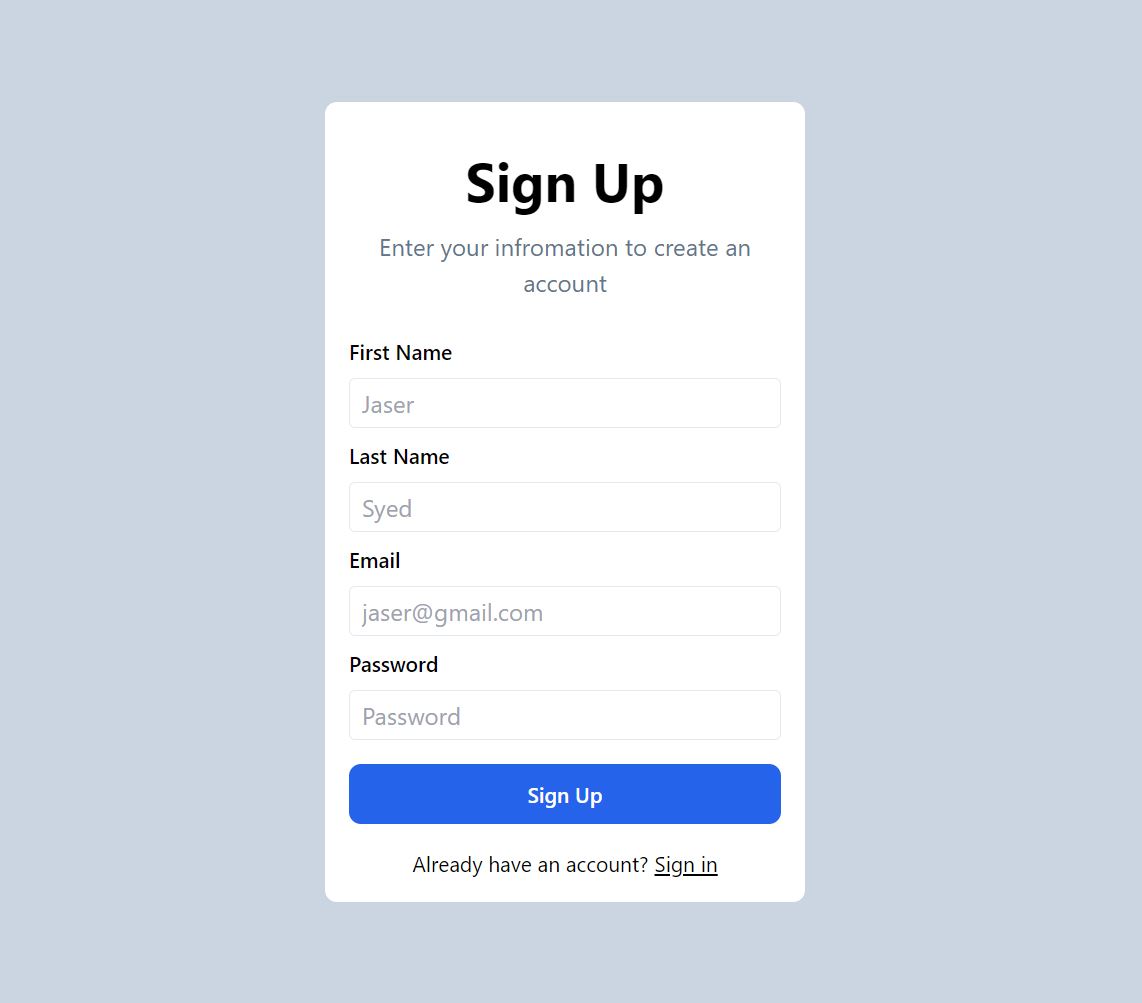 Sign Up
Enter your infromation to create an
account
First Name
Jaser
Last Name
Syed
Email
jaser@gmail.com
Password
Password
Sign Up
Already have an account? Sign in